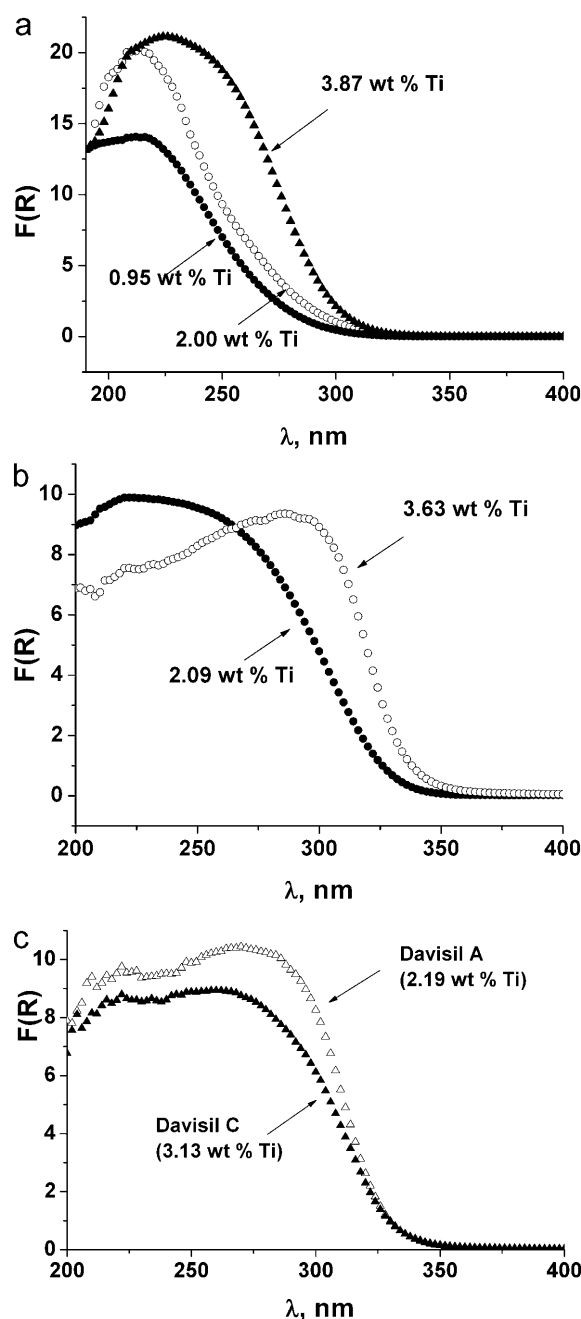 a
20
15
10
5
0
F(R)
3.87 wt % Ti
0.95 wt % Ti
2.00 wt % Ti
200 250 300 350 400
λ, nm
b
10
8
6
4
2
0
F(R)
3.63 wt % Ti
2.09 wt % Ti
200 250 300 350 400
λ, nm
c
10
8
6
4
2
0
F(R)
Davisil A
(2.19 wt % Ti)
Davisil C
(3.13 wt % Ti)
200 250 300 350 400
λ, nm